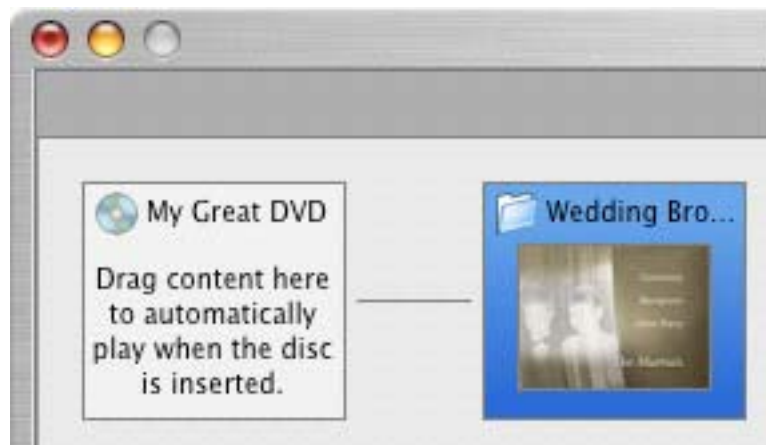 My Great DVD
Drag content here
to automatically
play when the disc
is inserted.
Wedding Bro...